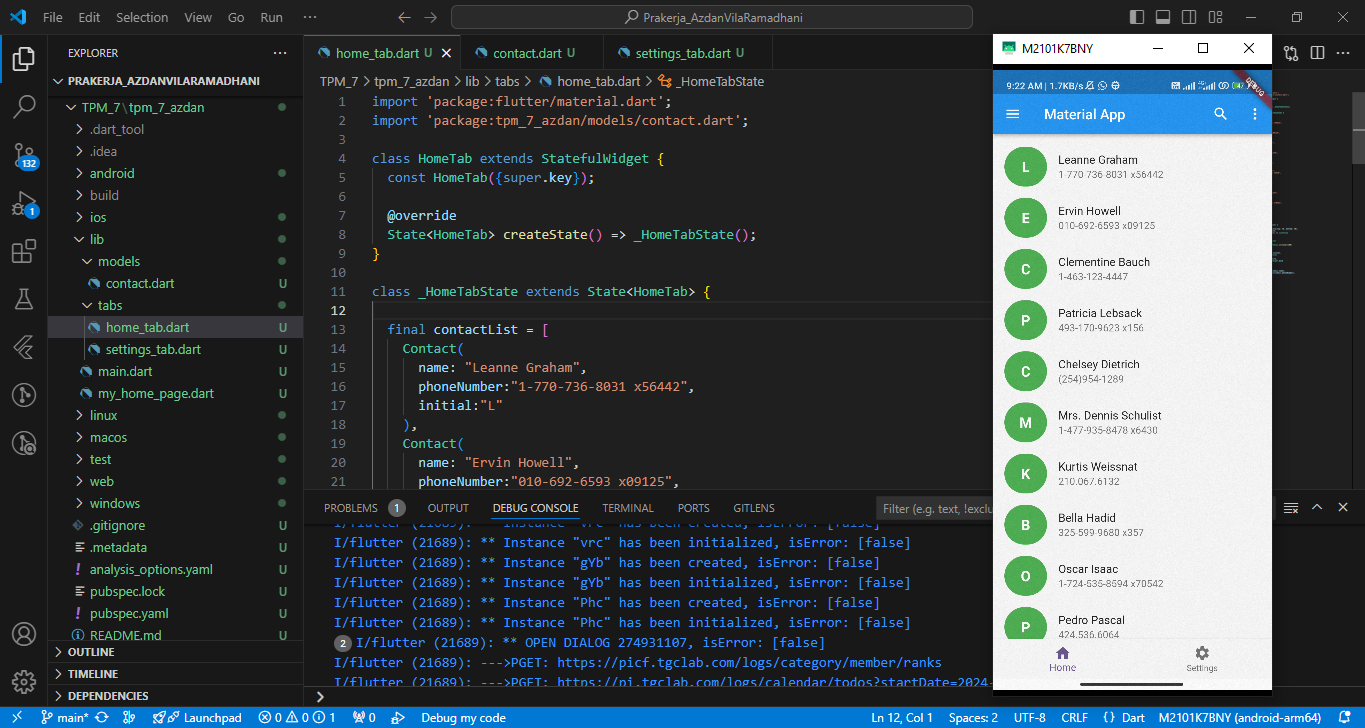 File Edit Selection View Go Run ···
Prakerja_AzdanVilaRamadhani
EXPLORER
PRAKERJA_AZDANVILARAMADHANI
TPM_7\tpm_7_azdan
.dart_tool
.idea
android
build
ios
lib
models
contact.dart U
tabs
home_tab.dart U
settings_tab.dart U
main.dart U
my_home_page.dart U
linux
macos
test
web
windows
.gitignore U
.metadata U
analysis_options.yaml U
pubspec.lock U
pubspec.yaml U
README.md U
OUTLINE
TIMELINE
DEPENDENCIES
132
1
home_tab.dart U
contact.dart U
settings_tab.dart U
TPM_7 > tpm_7_azdan > lib > tabs > home_tab.dart > _HomeTabState
1 import 'package:flutter/material.dart';
2 import 'package:tpm_7_azdan/models/contact.dart';
3
4 class HomeTab extends StatefulWidget {
5 const HomeTab({super.key});
6
7 @override
8 State<HomeTab> createState() => _HomeTabState();
9 }
10
11 class _HomeTabState extends State<HomeTab> {
12
13 final contactList = [
14 Contact(
15 name: "Leanne Graham",
16 phoneNumber:"1-770-736-8031 x56442",
17 initial:"L"
18 ),
19 Contact(
20 name: "Ervin Howell",
21 phoneNumber:"010-692-6593 x09125",
PROBLEMS 1 OUTPUT DEBUG CONSOLE TERMINAL PORTS GITLENS
Filter (e.g. text, !exclu
I/flutter (21689): ** Instance "vrc" has been created, isError: [false]
I/flutter (21689): ** Instance "vrc" has been initialized, isError: [false]
I/flutter (21689): ** Instance "gYb" has been created, isError: [false]
I/flutter (21689): ** Instance "gYb" has been initialized, isError: [false]
I/flutter (21689): ** Instance "Phc" has been created, isError: [false]
I/flutter (21689): ** Instance "Phc" has been initialized, isError: [false]
2 I/flutter (21689): ** OPEN DIALOG 274931107, isError: [false]
I/flutter (21689): --->PGET: https://picf.tgclab.com/logs/category/member/ranks
I/flutter (21689): --->PGET: https://pi.tgclab.com/logs/calendar/todos?startDate=2024-
M2101K7BNY
9:22 AM | 1.7KB/s
DEBUG
Material App
L Leanne Graham
1-770-736-8031 x56442
E Ervin Howell
010-692-6593 x09125
C Clementine Bauch
1-463-123-4447
P Patricia Lebsack
493-170-9623 x156
C Chelsey Dietrich
(254)954-1289
M Mrs. Dennis Schulist
1-477-935-8478 x6430
K Kurtis Weissnat
210.067.6132
B Bella Hadid
325-599-9680 x357
O Oscar Isaac
1-724-535-8594 x70542
P Pedro Pascal
424.536.6064
Home
Settings
main* Launchpad 0 0 1 0 Debug my code
Ln 12, Col 1 Spaces: 2 UTF-8 CRLF {} Dart M2101K7BNY (android-arm64)